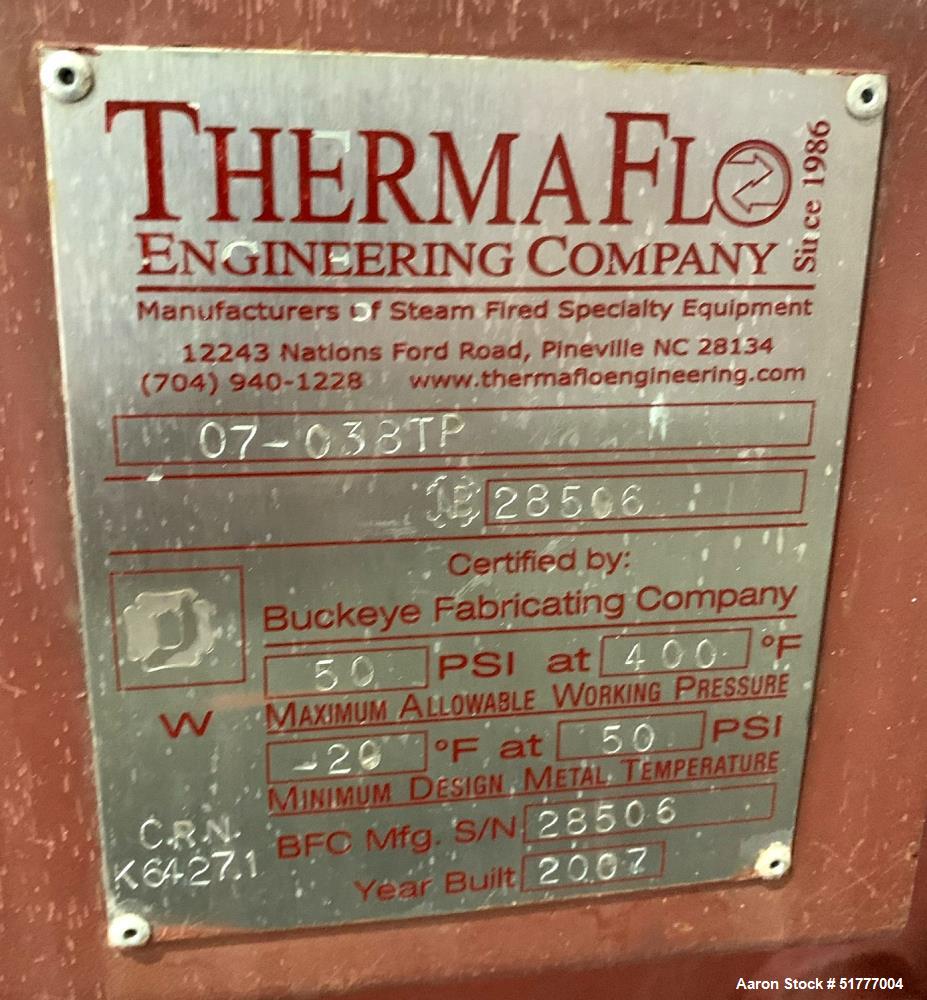 THERMAFLO
Since 1986
ENGINEERING COMPANY
Manufacturers Of Steam Fired Specialty Equipment
12243 Nations Ford Road, Pineville NC 28134
(704) 940-1228 www.thermafloengineering.com
07-038TP
28506
Certified by:
Buckeye Fabricating Company
50 PSI at 400 °F
MAXIMUM ALLOWABLE WORKING PRESSURE
W
-20 °F at 50 PSI
MINIMUM DESIGN METAL TEMPERATURE
BFC Mfg. S/N 28506
C.R.N.
K6427.1
Year Built 2007
Aaron Stock # 51777004